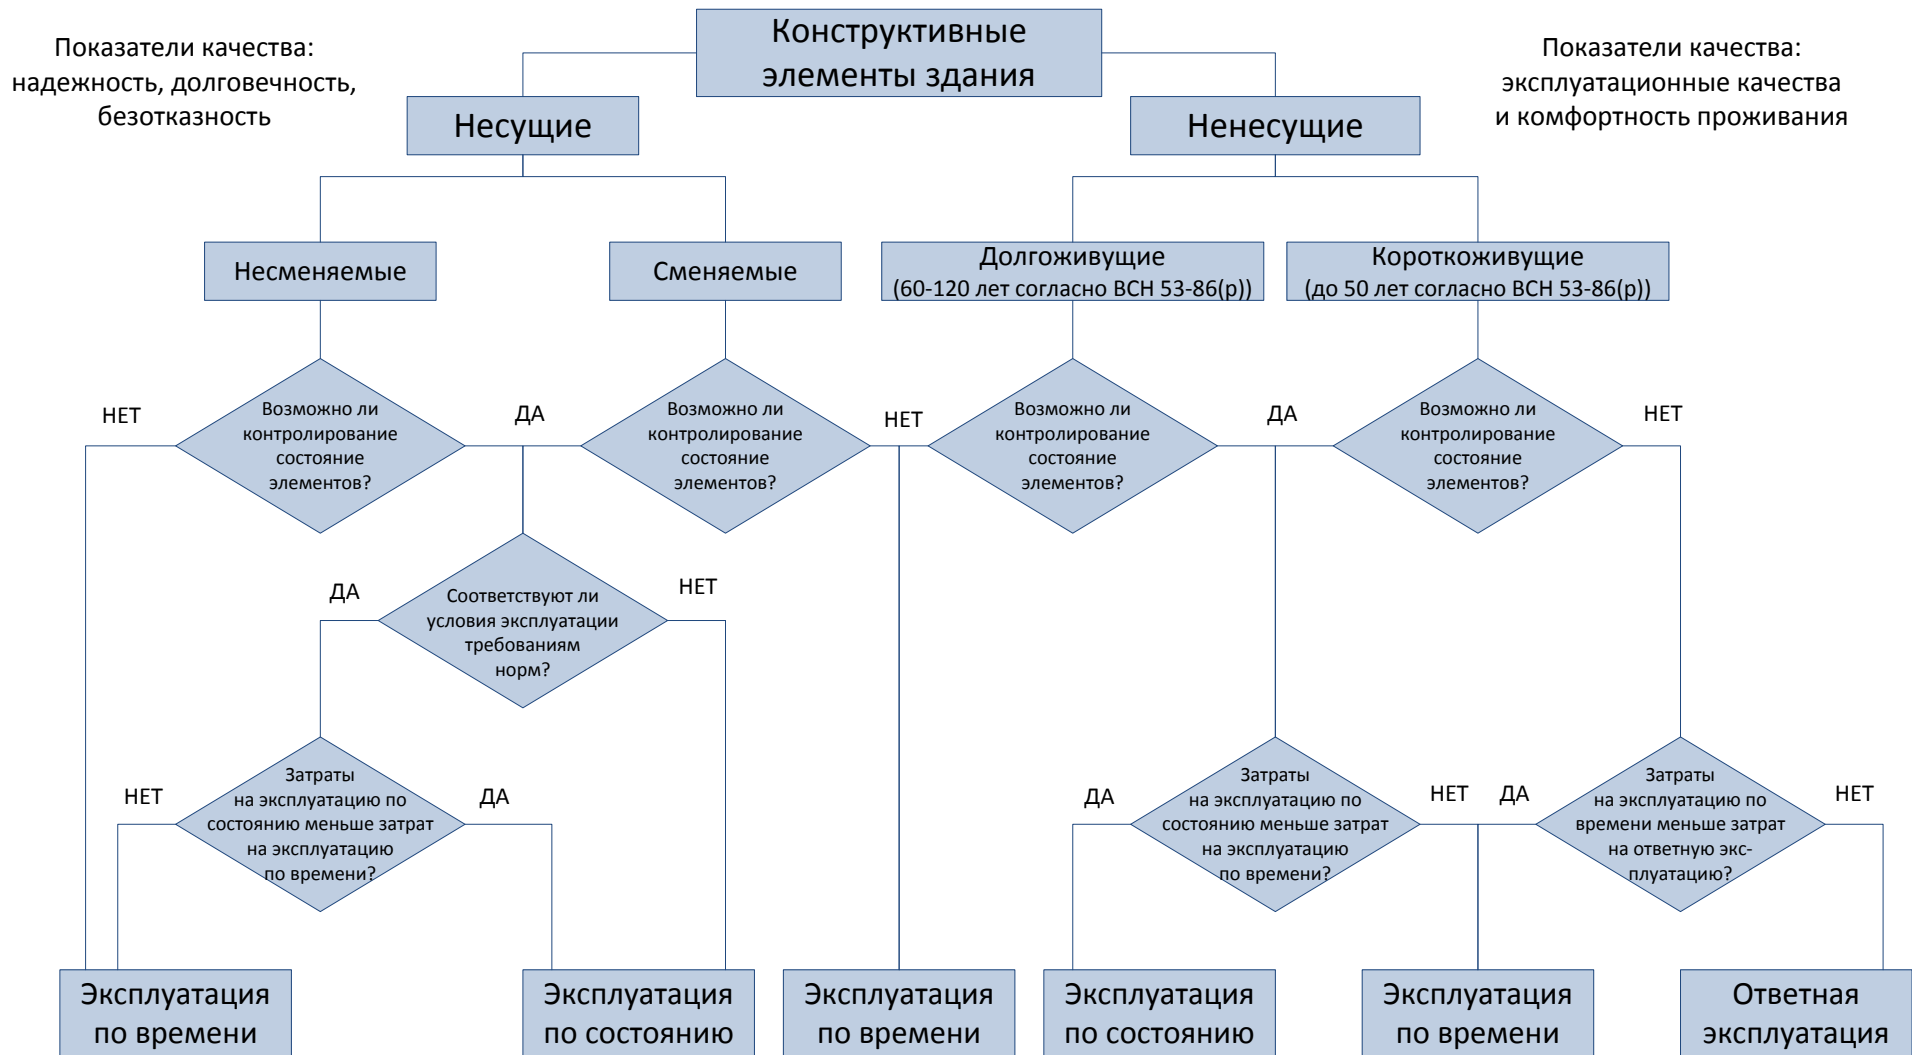 Показатели качества:
надежность, долговечность,
безотказность
Конструктивные
элементы здания
Показатели качества:
эксплуатационные качества
и комфортность проживания
Несущие
Ненесущие
Несменяемые
Сменяемые
Долгоживущие
(60-120 лет согласно ВСН 53-86(р))
Короткоживущие
(до 50 лет согласно ВСН 53-86(р))
НЕТ
Возможно ли
контролирование
состояние
элементов?
ДА
Возможно ли
контролирование
состояние
элементов?
НЕТ
Возможно ли
контролирование
состояние
элементов?
ДА
Возможно ли
контролирование
состояние
элементов?
НЕТ
ДА
Соответствуют ли
условия эксплуатации
требованиям
норм?
НЕТ
НЕТ
Затраты
на эксплуатацию по
состоянию меньше затрат
на эксплуатацию
по времени?
ДА
ДА
Затраты
на эксплуатацию по
состоянию меньше затрат
на эксплуатацию
по времени?
НЕТ
ДА
Затраты
на эксплуатацию по
времени меньше затрат
на ответную экс-
плуатацию?
НЕТ
Эксплуатация
по времени
Эксплуатация
по состоянию
Эксплуатация
по времени
Эксплуатация
по состоянию
Эксплуатация
по времени
Ответная
эксплуатация